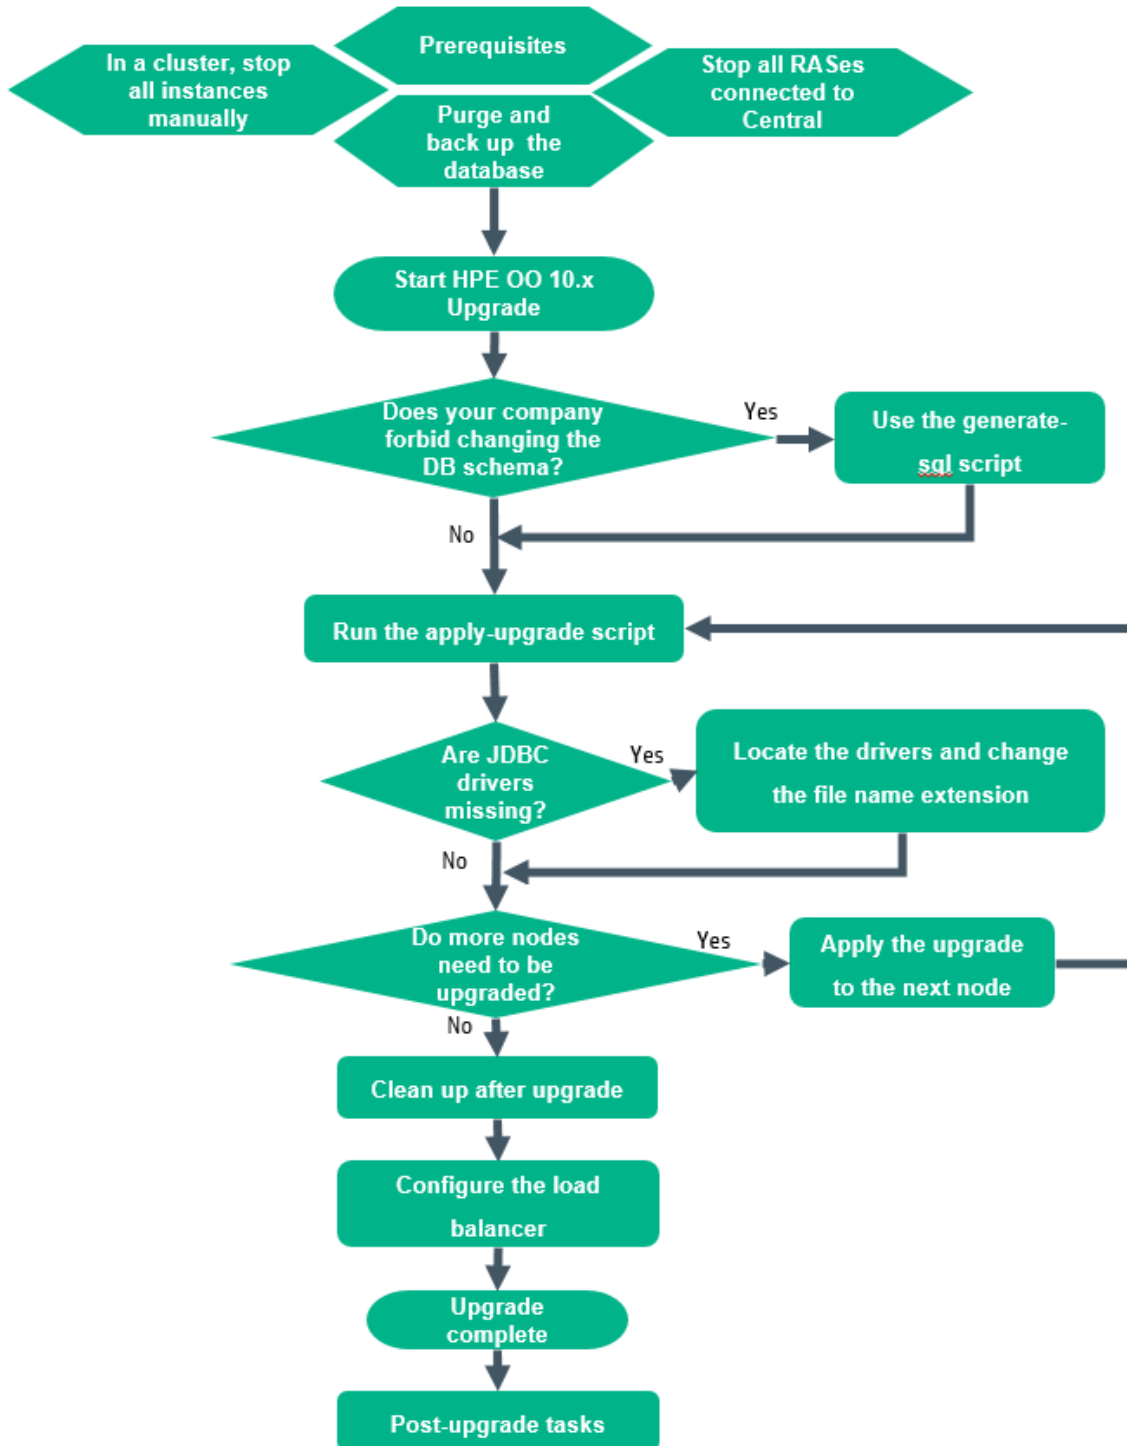 Prerequisites
In a cluster, stop
all instances
manually
Stop all RASes
connected to
Central
Purge and
back up the
database
Start HPE OO 10.x
Upgrade
Does your company
forbid changing the
DB schema?
Yes
Use the generate-
sql script
No
Run the apply-upgrade script
Are JDBC
drivers
missing?
Yes
Locate the drivers and change
the file name extension
No
Do more nodes
need to be
upgraded?
Yes
Apply the upgrade
to the next node
No
Clean up after upgrade
Configure the load
balancer
Upgrade
complete
Post-upgrade tasks